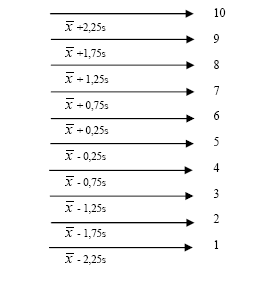 10
x̅ +2,25s
9
x̅ +1,75s
8
x̅ + 1,25s
7
x̅ + 0,75s
6
x̅ + 0,25s
5
x̅ - 0,25s
4
x̅ - 0,75s
3
x̅ - 1,25s
2
x̅ - 1,75s
1
x̅ - 2,25s